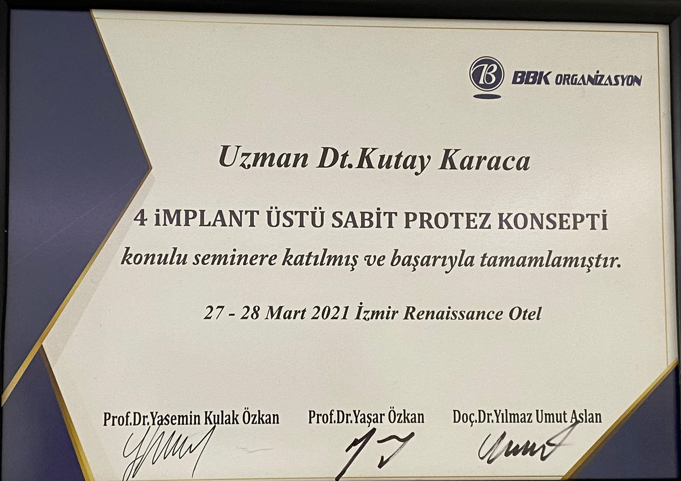 B BBK ORGANİZASYON
Uzman Dt.Kutay Karaca
4 iMPLANT ÜSTÜ SABİT PROTEZ KONSEPTİ
konulu seminere katılmış ve başarıyla tamamlamıştır.
27 - 28 Mart 2021 İzmir Renaissance Otel
Prof.Dr.Yasemin Kulak Özkan Prof.Dr.Yaşar Özkan Doç.Dr.Yılmaz Umut Aslan